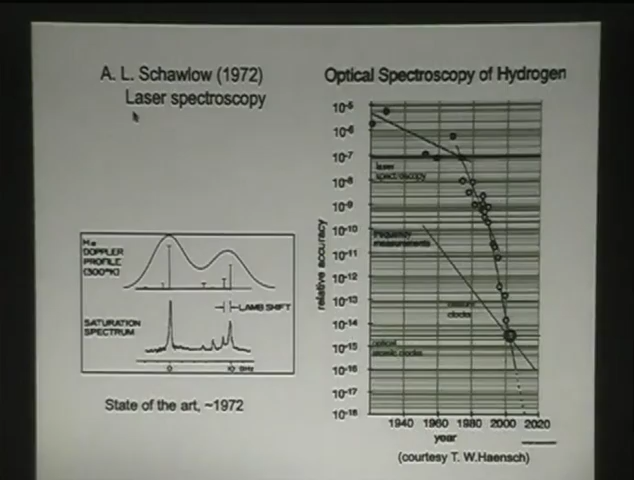 A. L. Schawlow (1972)
Laser spectroscopy
Hα
DOPPLER
PROFILE
(300°K)
LAMB SHIFT
SATURATION
SPECTRUM
0 10 GHz
State of the art, ~1972
Optical Spectroscopy of Hydrogen
relative accuracy
10-5
10-6
10-7
10-8
10-9
10-10
10-11
10-12
10-13
10-14
10-15
10-16
10-17
10-18
laser
spectroscopy
frequency
measurements
clocks
optical
atomic clocks
1940 1960 1980 2000 2020
year
(courtesy T. W.Haensch)